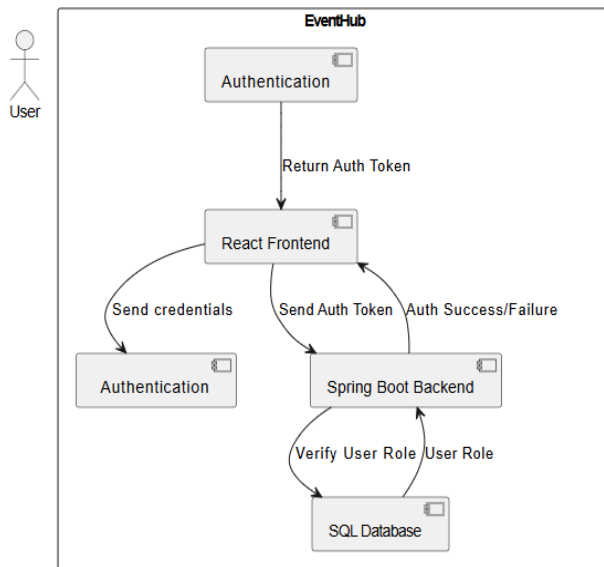 EventHub
User
Authentication
Return Auth Token
React Frontend
Send credentials
Send Auth Token
Auth Success/Failure
Authentication
Spring Boot Backend
Verify User Role
User Role
SQL Database